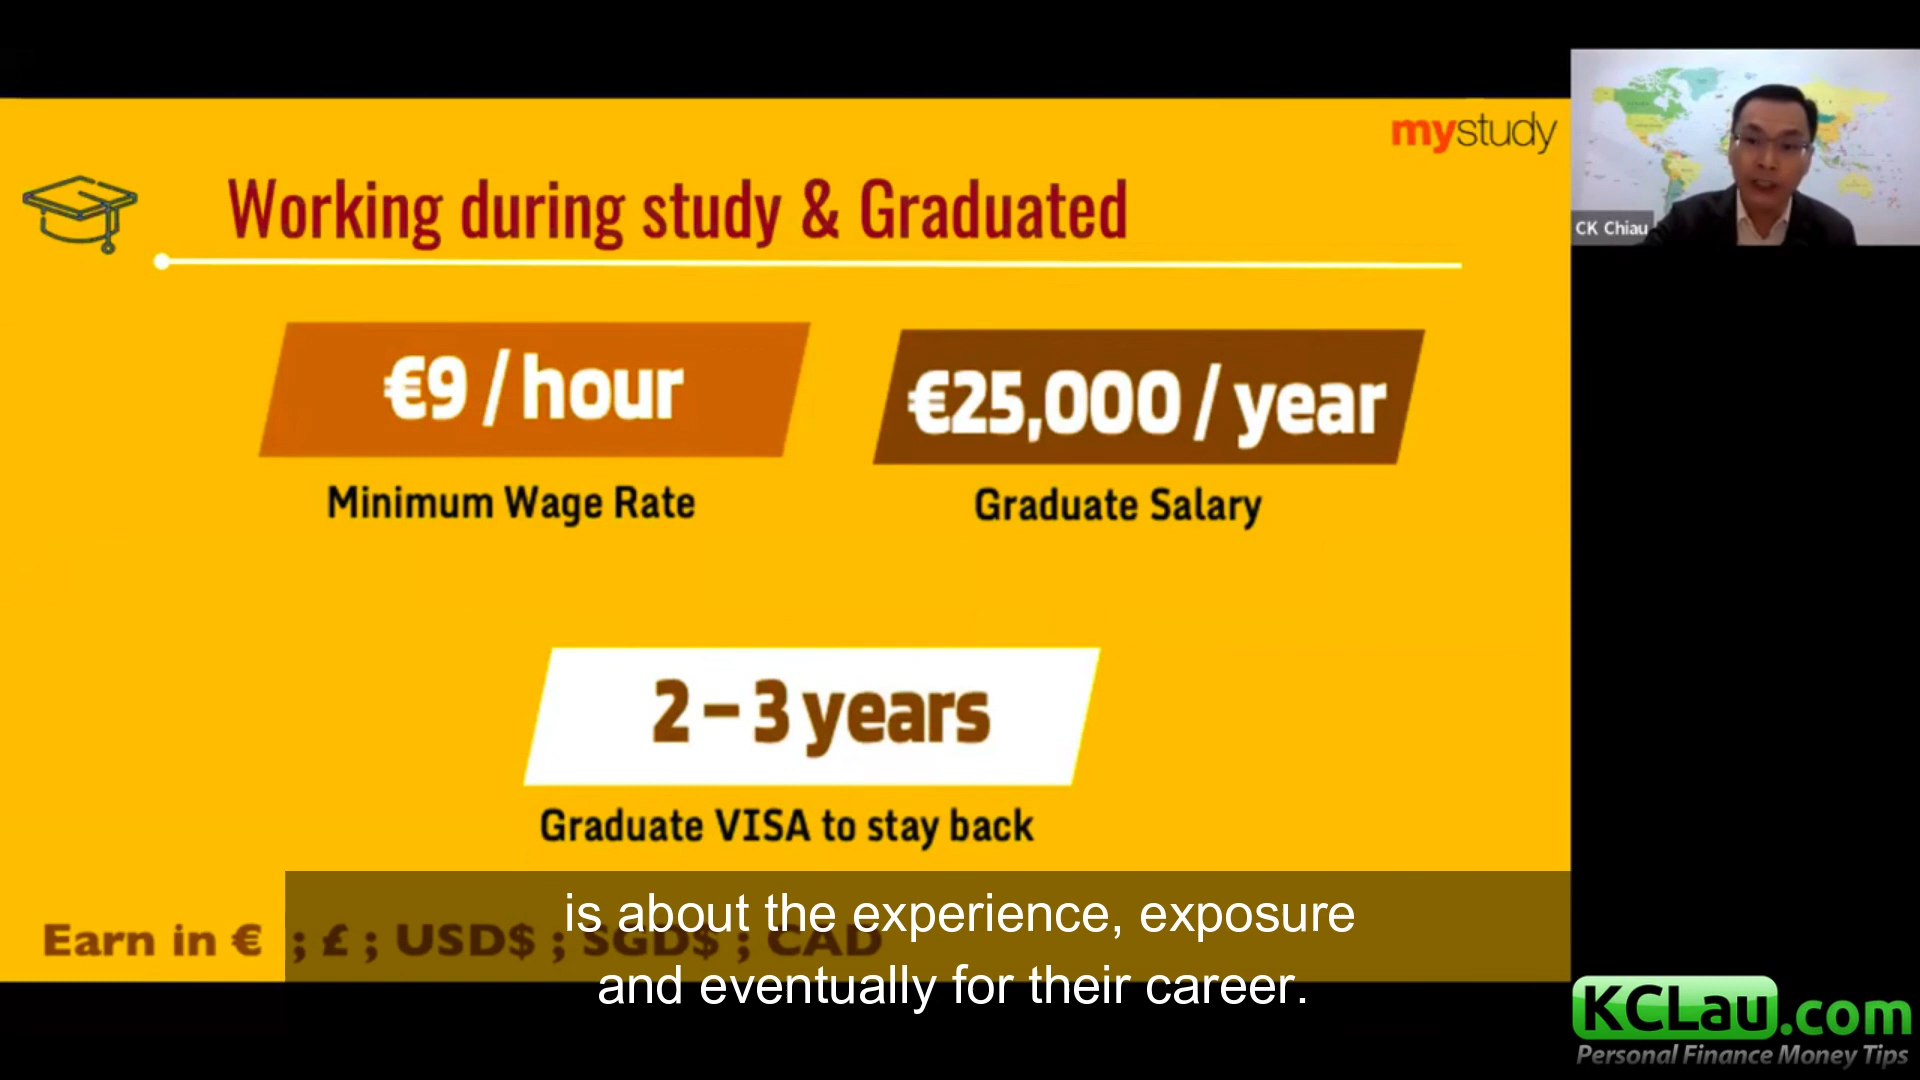 mystudy
CK Chiau
Working during study & Graduated
€9 / hour
€25,000 / year
Minimum Wage Rate
Graduate Salary
2 – 3 years
Graduate VISA to stay back
Earn in € ; £ ; USD$ ; SGD$ ; CAD
is about the experience, exposure
and eventually for their career.
KCLau.com
Personal Finance Money Tips